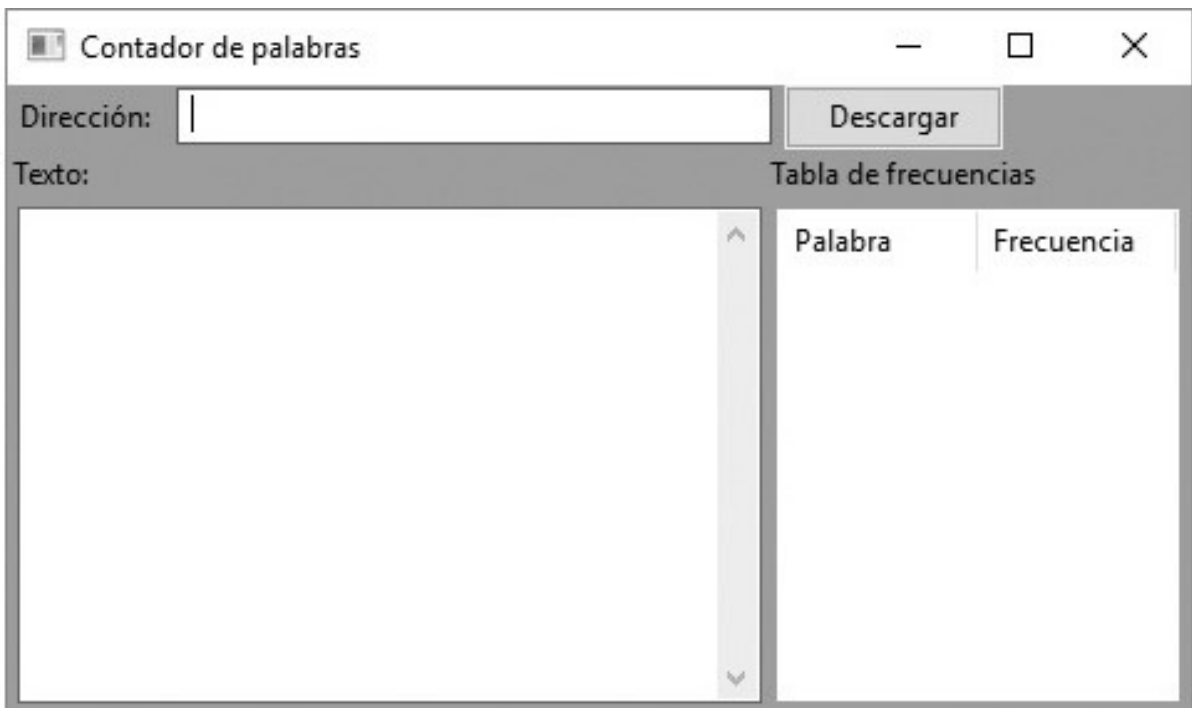 Contador de palabras
Dirección: Descargar
Texto: Tabla de frecuencias
Palabra Frecuencia